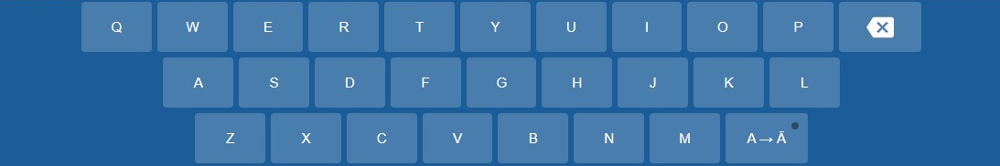 Q W E R T Y U I O P
A S D F G H J K L
Z X C V B N M A→Ā